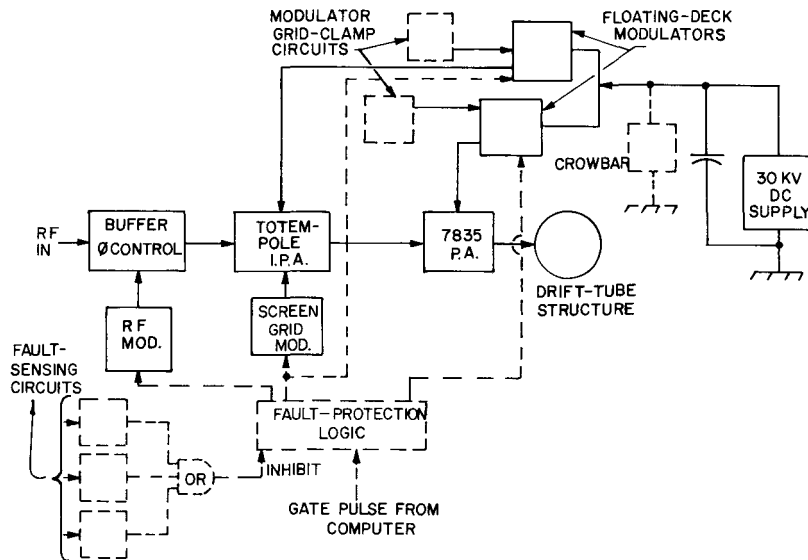 MODULATOR
GRID-CLAMP
CIRCUITS
FLOATING-DECK
MODULATORS
CROWBAR
30 KV
DC
SUPPLY
RF
IN
BUFFER
Ø CONTROL
TOTEM-
POLE
I.P.A.
7835
P.A.
DRIFT-TUBE
STRUCTURE
RF
MOD.
SCREEN
GRID
MOD.
FAULT-
SENSING
CIRCUITS
FAULT-PROTECTION
LOGIC
OR
INHIBIT
GATE PULSE FROM
COMPUTER